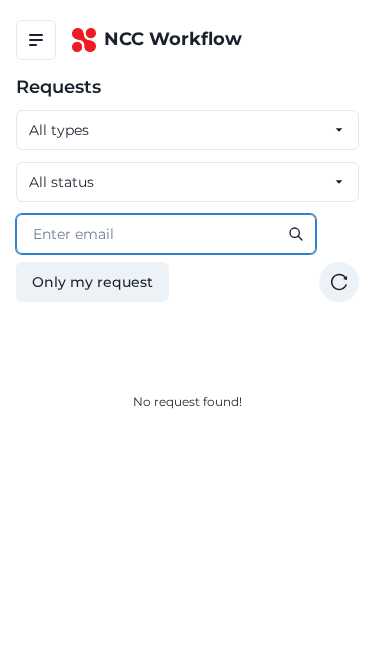 NCC Workflow
Requests
All types
All status
Enter email
Only my request
No request found!